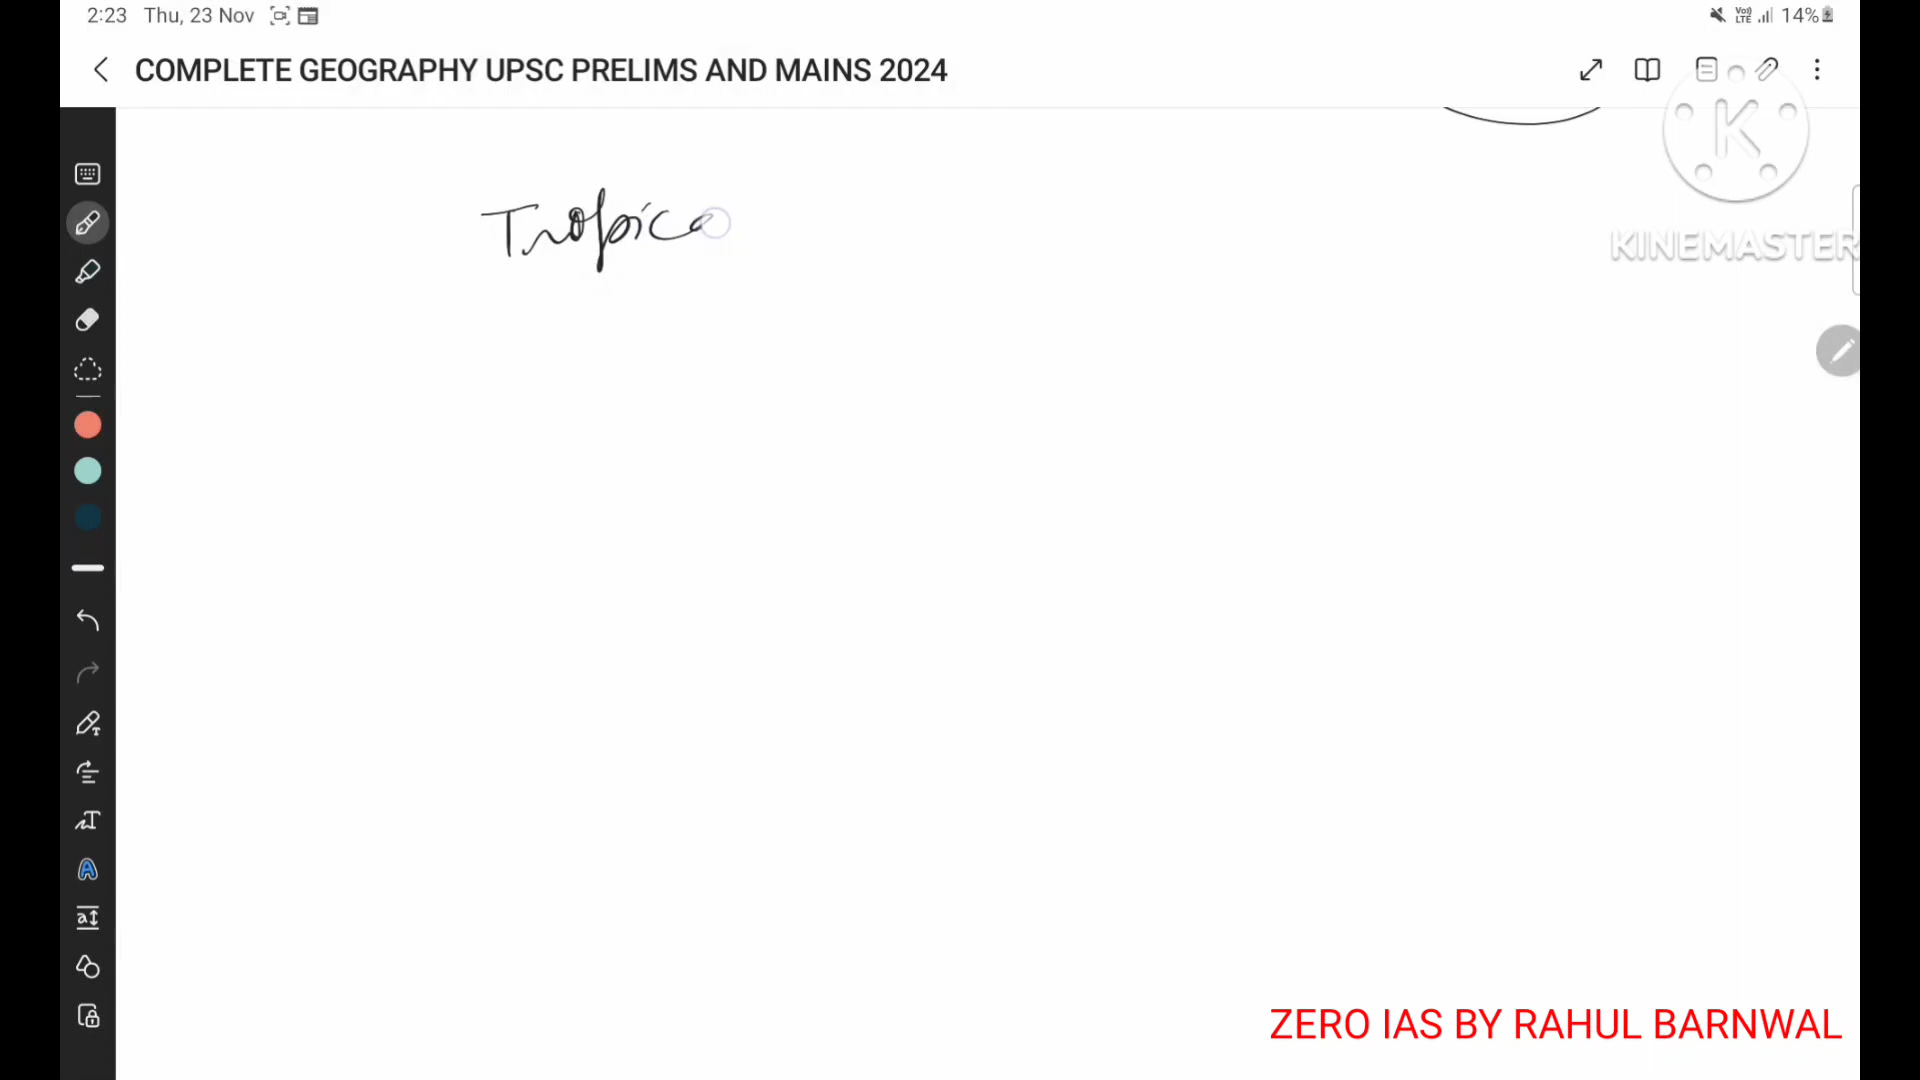 2:23 Thu, 23 Nov VoLTE 14%
COMPLETE GEOGRAPHY UPSC PRELIMS AND MAINS 2024
K
KINEMASTER
Tropica
ZERO IAS BY RAHUL BARNWAL